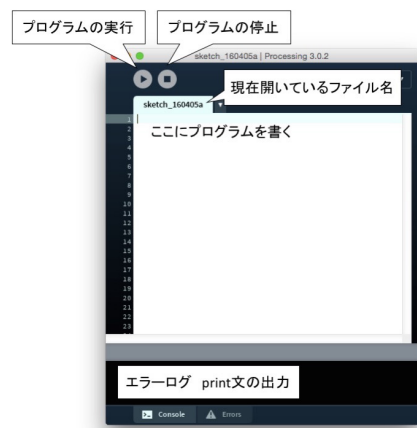 プログラムの実行
プログラムの停止
sketch_160405a | Processing 3.0.2
現在開いているファイル名
sketch_160405a
1
2
ここにプログラムを書く
3
4
5
6
7
8
9
10
11
12
13
14
15
16
17
18
19
20
21
22
23
エラーログ print文の出力
Console
Errors